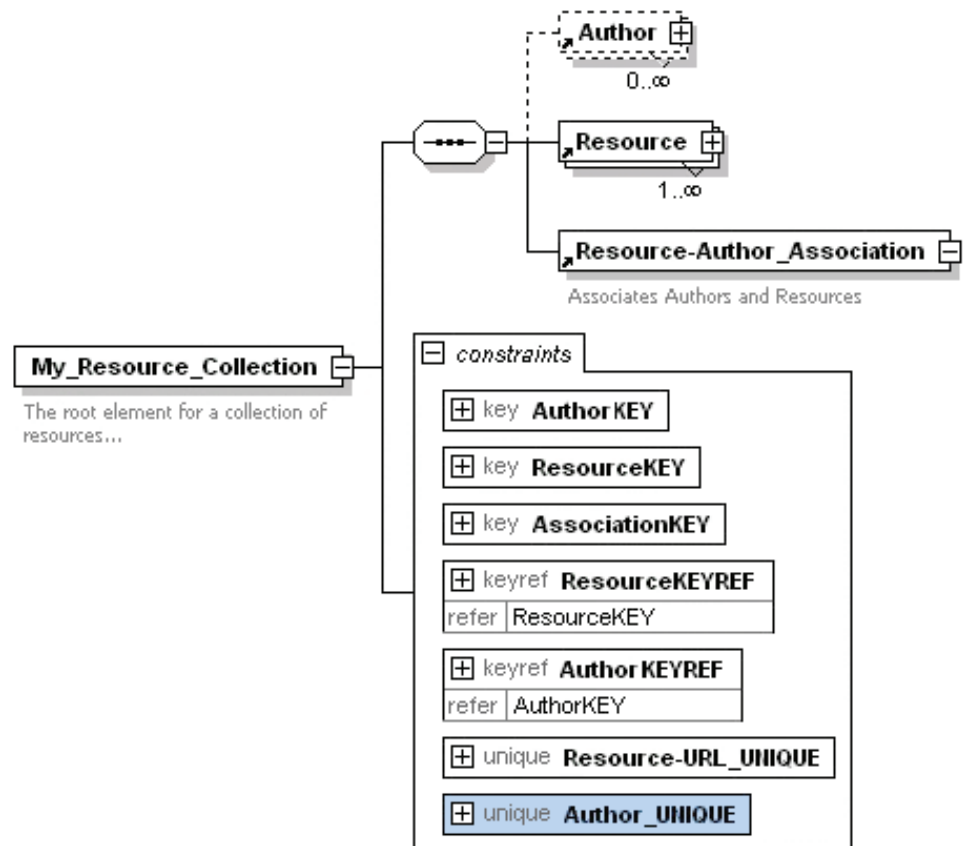 Author
0..∞
Resource
1..∞
Resource-Author_Association
Associates Authors and Resources
My_Resource_Collection
The root element for a collection of
resources...
constraints
key AuthorKEY
key ResourceKEY
key AssociationKEY
keyref ResourceKEYREF
refer ResourceKEY
keyref AuthorKEYREF
refer AuthorKEY
unique Resource-URL_UNIQUE
unique Author_UNIQUE